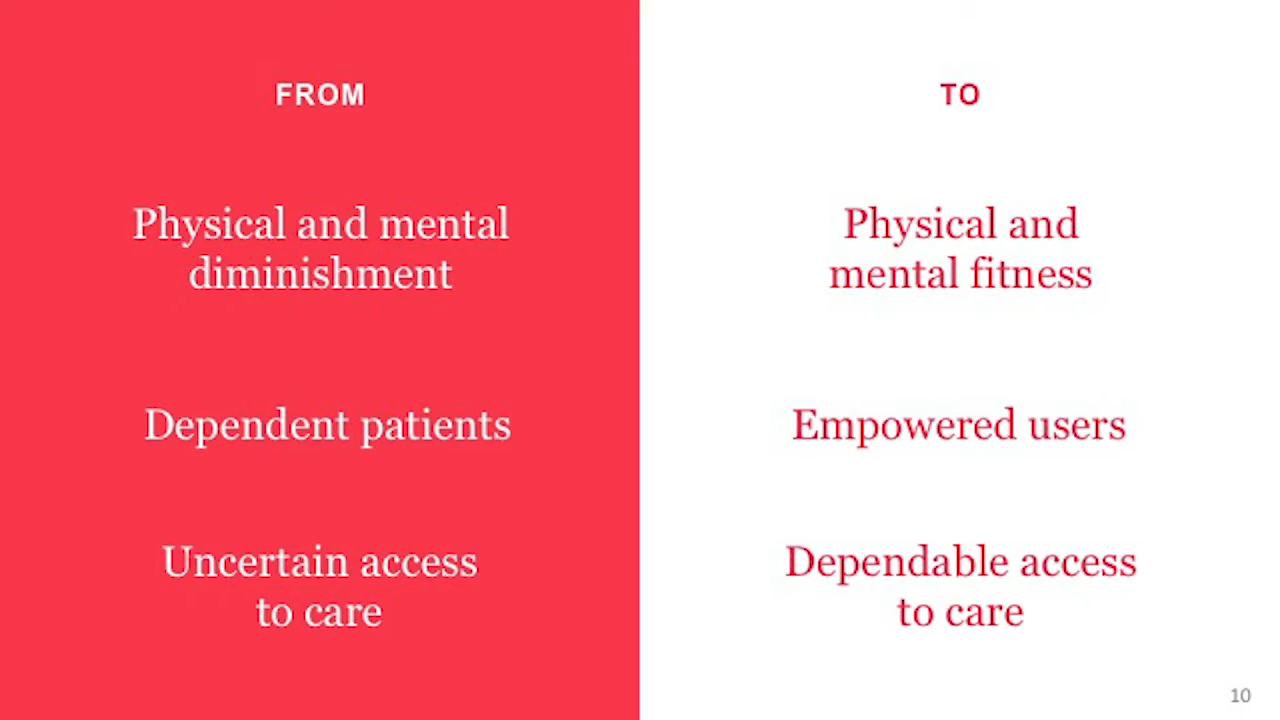 FROM
Physical and mental
diminishment
Dependent patients
Uncertain access
to care
TO
Physical and
mental fitness
Empowered users
Dependable access
to care
10